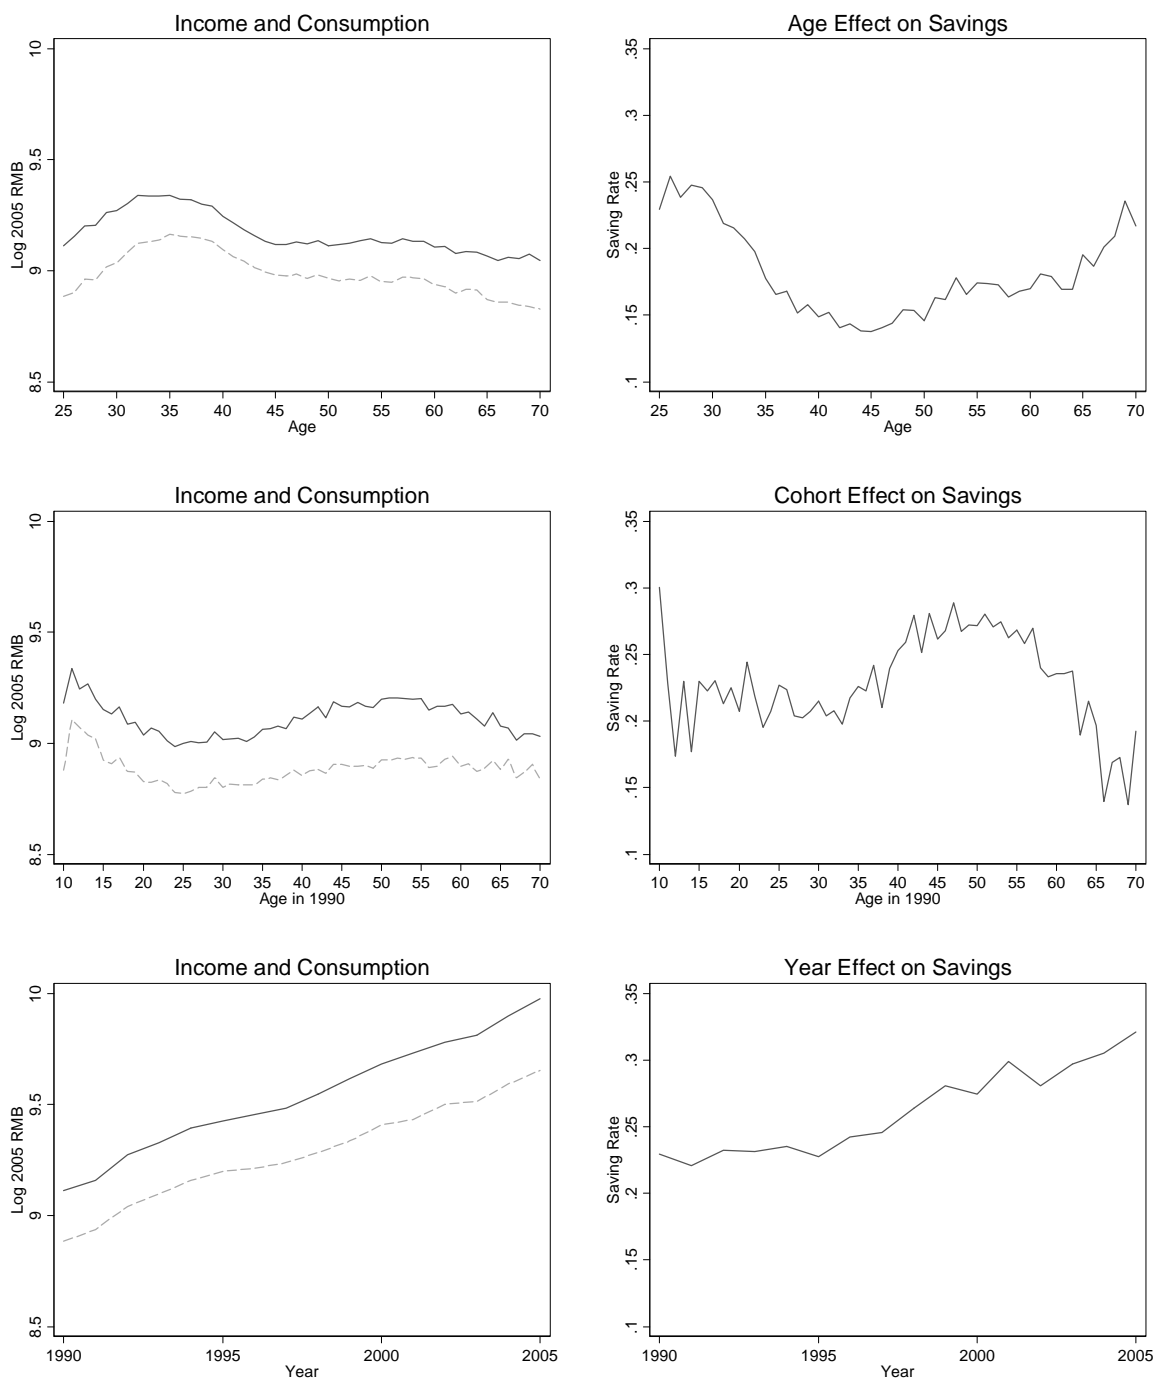 Income and Consumption
Log 2005 RMB
10
9.5
9
8.5
25 30 35 40 45 50 55 60 65 70
Age
Age Effect on Savings
Saving Rate
.35
.3
.25
.2
.15
.1
25 30 35 40 45 50 55 60 65 70
Age
Income and Consumption
Log 2005 RMB
10
9.5
9
8.5
10 15 20 25 30 35 40 45 50 55 60 65 70
Age in 1990
Cohort Effect on Savings
Saving Rate
.35
.3
.25
.2
.15
.1
10 15 20 25 30 35 40 45 50 55 60 65 70
Age in 1990
Income and Consumption
Log 2005 RMB
10
9.5
9
8.5
1990 1995 2000 2005
Year
Year Effect on Savings
Saving Rate
.35
.3
.25
.2
.15
.1
1990 1995 2000 2005
Year